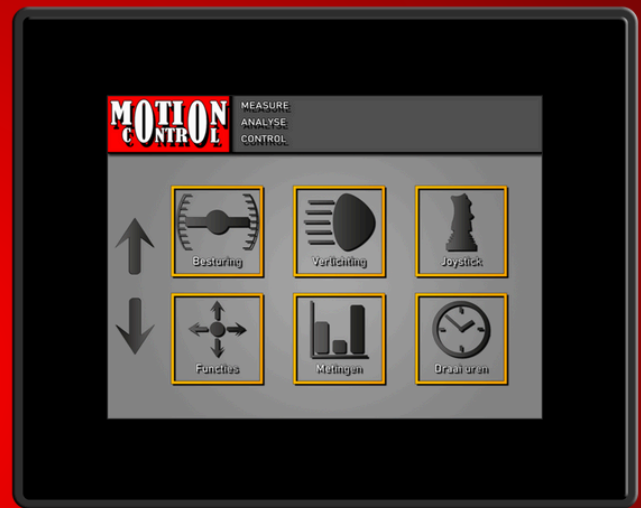 MOTION
CONTROL
MEASURE
ANALYSE
CONTROL
Besturing
Verlichting
Joystick
Functies
Metingen
Draai uren